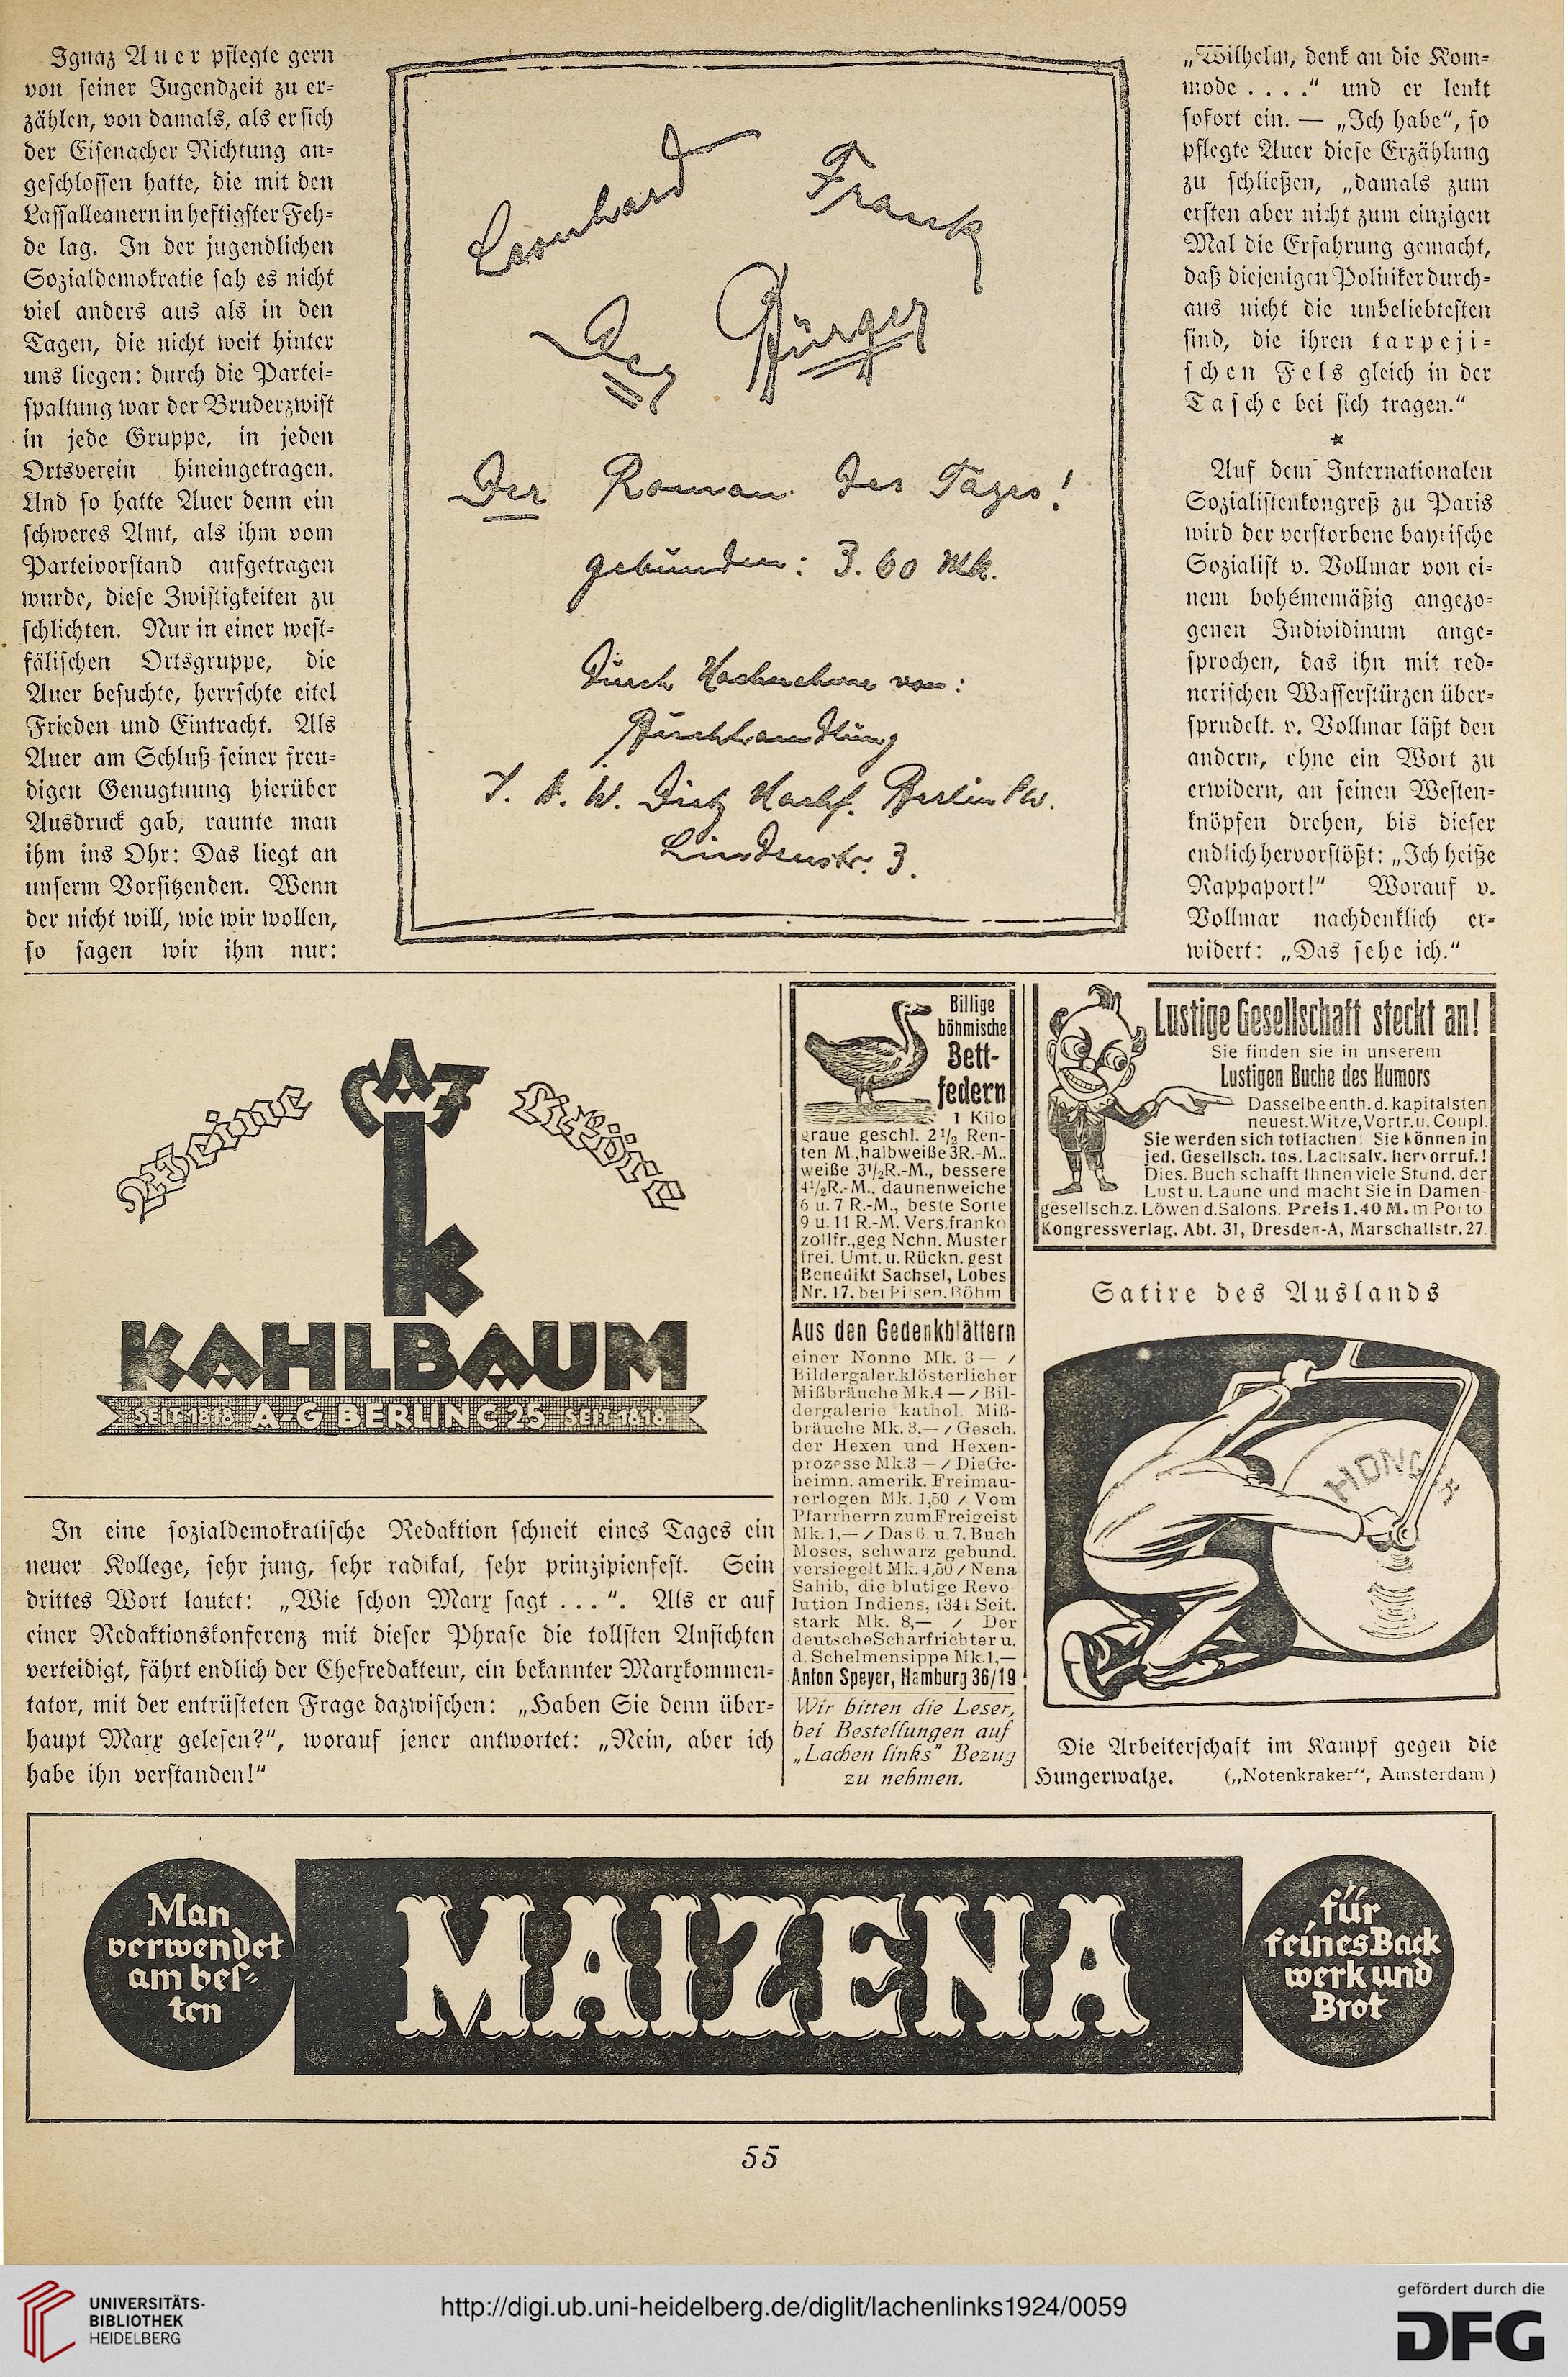 Ignaz Auer pflegte gern
von seiner Jugendzeit zu er-
zählen, von damals, als er sich
der Eisenacher Richtung an-
geschlossen hatte, die mit den
Lassalleanern in heftigster Feh-
de lag. In der jugendlichen
Sozialdemokratie sah es nicht
viel anders aus als in den
Tagen, die nicht weit hinter
uns liegen: durch die Partei-
spaltung war der Bruderzwist
in jede Gruppe, in jeden
Ortsverein hineingetragen.
Und so hatte Auer denn ein
schweres Amt, als ihm vom
Parteivorstand aufgetragen
wurde, diese Zwistigkeiten zu
schlichten. Nur in einer west-
fälischen Ortsgruppe, die
Auer besuchte, herrschte eitel
Frieden und Eintracht. Als
Auer am Schluß seiner freu-
digen Genugtuung hierüber
Ausdruck gab, raunte man
ihm ins Ohr: Das liegt an
unserm Vorsitzenden. Wenn
der nicht will, wie wir wollen,
so sagen wir ihm nur:
Leonhard Frank
Der Bürger
Der Roman des Tages!
gebunden: 3.60 Mk.
Durch Nachnahme von:
Buchhandlung
J. H. W. Dietz Nachf. Berlin SW.
Lindenstr. 3.
„Wilhelm, denk an die Kom-
mode . . . .“ und er lenkt
sofort ein. — „Ich habe“, so
pflegte Auer diese Erzählung
zu schließen, „damals zum
ersten aber nicht zum einzigen
Mal die Erfahrung gemacht,
daß diejenigen Politiker durch-
aus nicht die unbeliebtesten
sind, die ihren tarpeji-
schen Fels gleich in der
Tasche bei sich tragen.“
*
Auf dem Internationalen
Sozialistenkongreß zu Paris
wird der verstorbene bayrische
Sozialist v. Vollmar von ei-
nem bohémemäßig angezo-
genen Individinum ange-
sprochen, das ihn mit red-
nerischen Wasserstürzen über-
sprudelt. v. Vollmar läßt den
andern, ohne ein Wort zu
erwidern, an seinen Westen-
knöpfen drehen, bis dieser
endlich hervorstößt: „Ich heiße
Rappaport!“ Worauf v.
Vollmar nachdenklich er-
widert: „Das sehe ich.“
Weine CAF Liköre
k
KAHLBAUM
SEIT 1818 A-G BERLIN C 25 SEIT 1818
In eine sozialdemokratische Redaktion schneit eines Tages ein
neuer Kollege, sehr jung, sehr radikal, sehr prinzipienfest. Sein
drittes Wort lautet: „Wie schon Marx sagt . . . “. Als er auf
einer Redaktionskonferenz mit dieser Phrase die tollsten Ansichten
verteidigt, fährt endlich der Chefredakteur, ein bekannter Marxkommen-
tator, mit der entrüsteten Frage dazwischen: „Haben Sie denn über-
haupt Marx gelesen?“, worauf jener antwortet: „Nein, aber ich
habe ihn verstanden!“
Billige
böhmische
Bett-
federn
1 Kilo
graue geschl. 2½ Ren-
ten M., halbweiße 3R.-M..
weiße 3½R.-M., bessere
4½R.-M., daunenweiche
6 u. 7 R.-M., beste Sorte
9 u. 11 R.-M. Vers.franko
zollfr.,geg Nchn. Muster
frei. Umt. u. Rückn. gest
Benedikt Sachsel, Lobes
Nr. 17, bei Pilsen. Böhm
Aus den Gedenkblättern
einer Nonne Mk. 3 — /
Bildergaler.klösterlicher
Mißbräuche Mk.4 — / Bil-
dergalerie kathol. Miß-
bräuche Mk. 3,— / Gesch.
der Hexen und Hexen-
prozesse Mk.3 — / Die Ge-
heimn. amerik. Freimau-
rerlogen Mk. 1,50 / Vom
Pfarrherrn zum Freigeist
Mk. 1,— / Das 6. u. 7. Buch
Moses, schwarz gebund.
versiegelt Mk. 4,50 / Nena
Sahib, die blutige Revo
lution Indiens, 1344 Seit.
stark Mk. 8,— / Der
deutsche Scharfrichter u.
d. Schelmensippe Mk.1,—
Anton Speyer, Hamburg 36/19
Wir bitten die Leser,
bei Bestellungen auf
„Lachen links“ Bezug
zu nehmen.
Lustige Gesellschaft steckt an!
Sie finden sie in unserem
Lustigen Buche des Humors
Dasselbe enth. d. kapitalsten
neuest. Witze, Vortr. u. Coupl.
Sie werden sich totlachen! Sie können in
jed. Gesellsch. tos. Lachsalv. hervorruf.!
Dies. Buch schafft Ihnen viele Stund. der
Lust u. Laune und macht Sie in Damen-
gesellsch. z. Löwen d. Salons. Preis 1.40 M. m. Porto
Kongressverlag, Abt. 31, Dresden-A, Marschallstr. 27
Satire des Auslands
HONGER
Die Arbeiterschaft im Kampf gegen die
Hungerwalze. („Notenkraker“, Amsterdam)
Man
verwendet
am bes-
ten
MAIZENA
für
feines Back
werk und
Brot
55
UNIVERSITÄTS-
BIBLIOTHEK
HEIDELBERG
http://digi.ub.uni-heidelberg.de/diglit/lachenlinks1924/0059
gefördert durch die
DFG